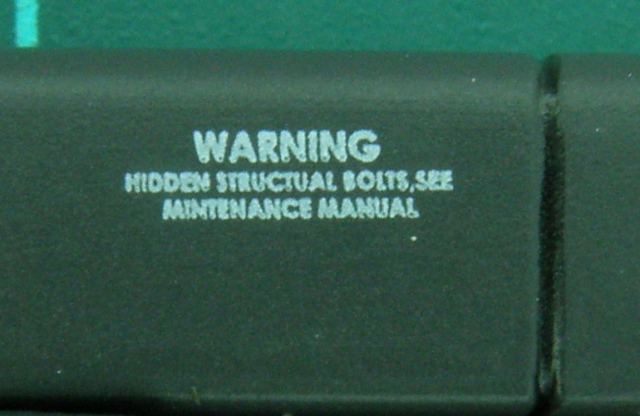 WARNING
HIDDEN STRUCTUAL BOLTS,SEE
MINTENANCE MANUAL